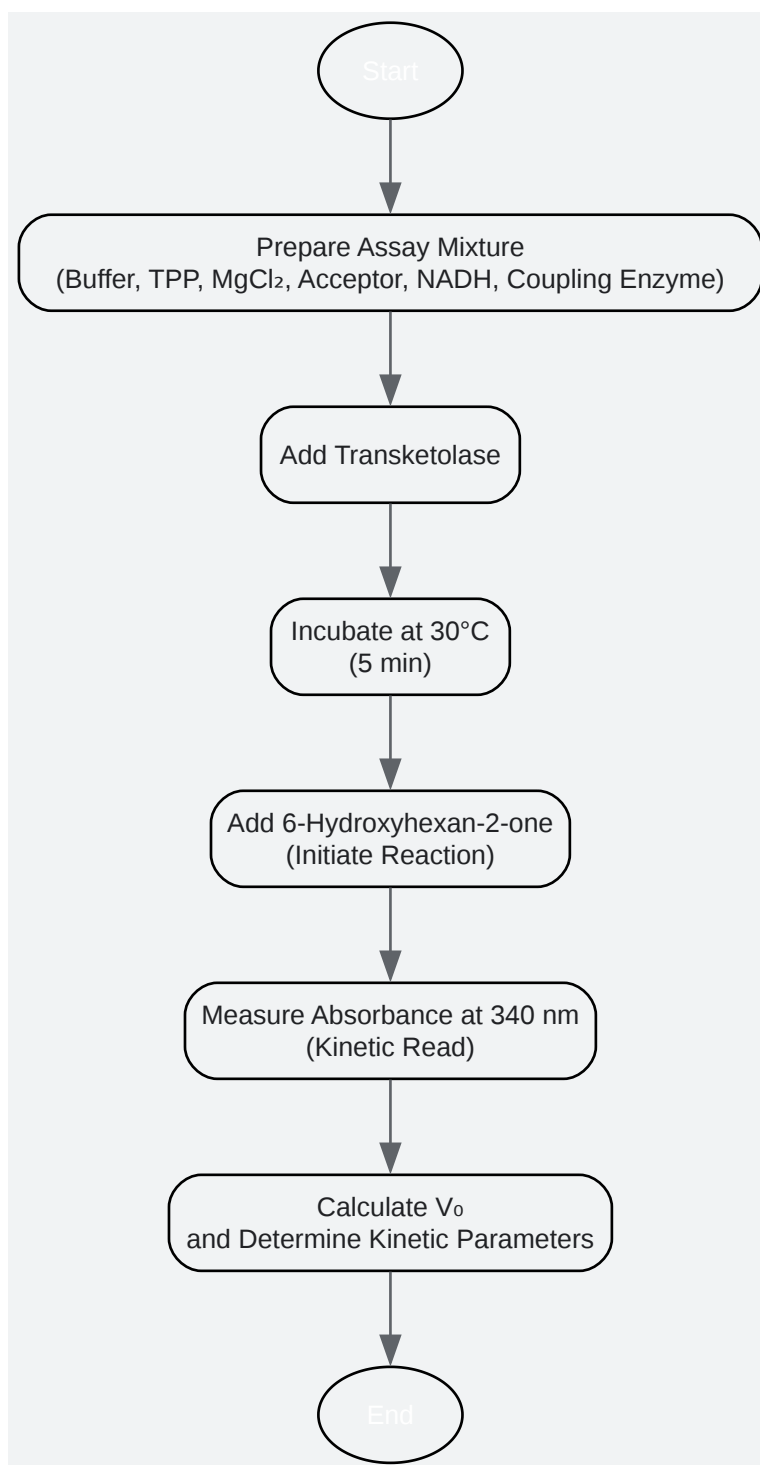 Start
Prepare Assay Mixture
(Buffer, TPP, MgCl₂, Acceptor, NADH, Coupling Enzyme)
Add Transketolase
Incubate at 30°C
(5 min)
Add 6-Hydroxyhexan-2-one
(Initiate Reaction)
Measure Absorbance at 340 nm
(Kinetic Read)
Calculate V₀
and Determine Kinetic Parameters
End